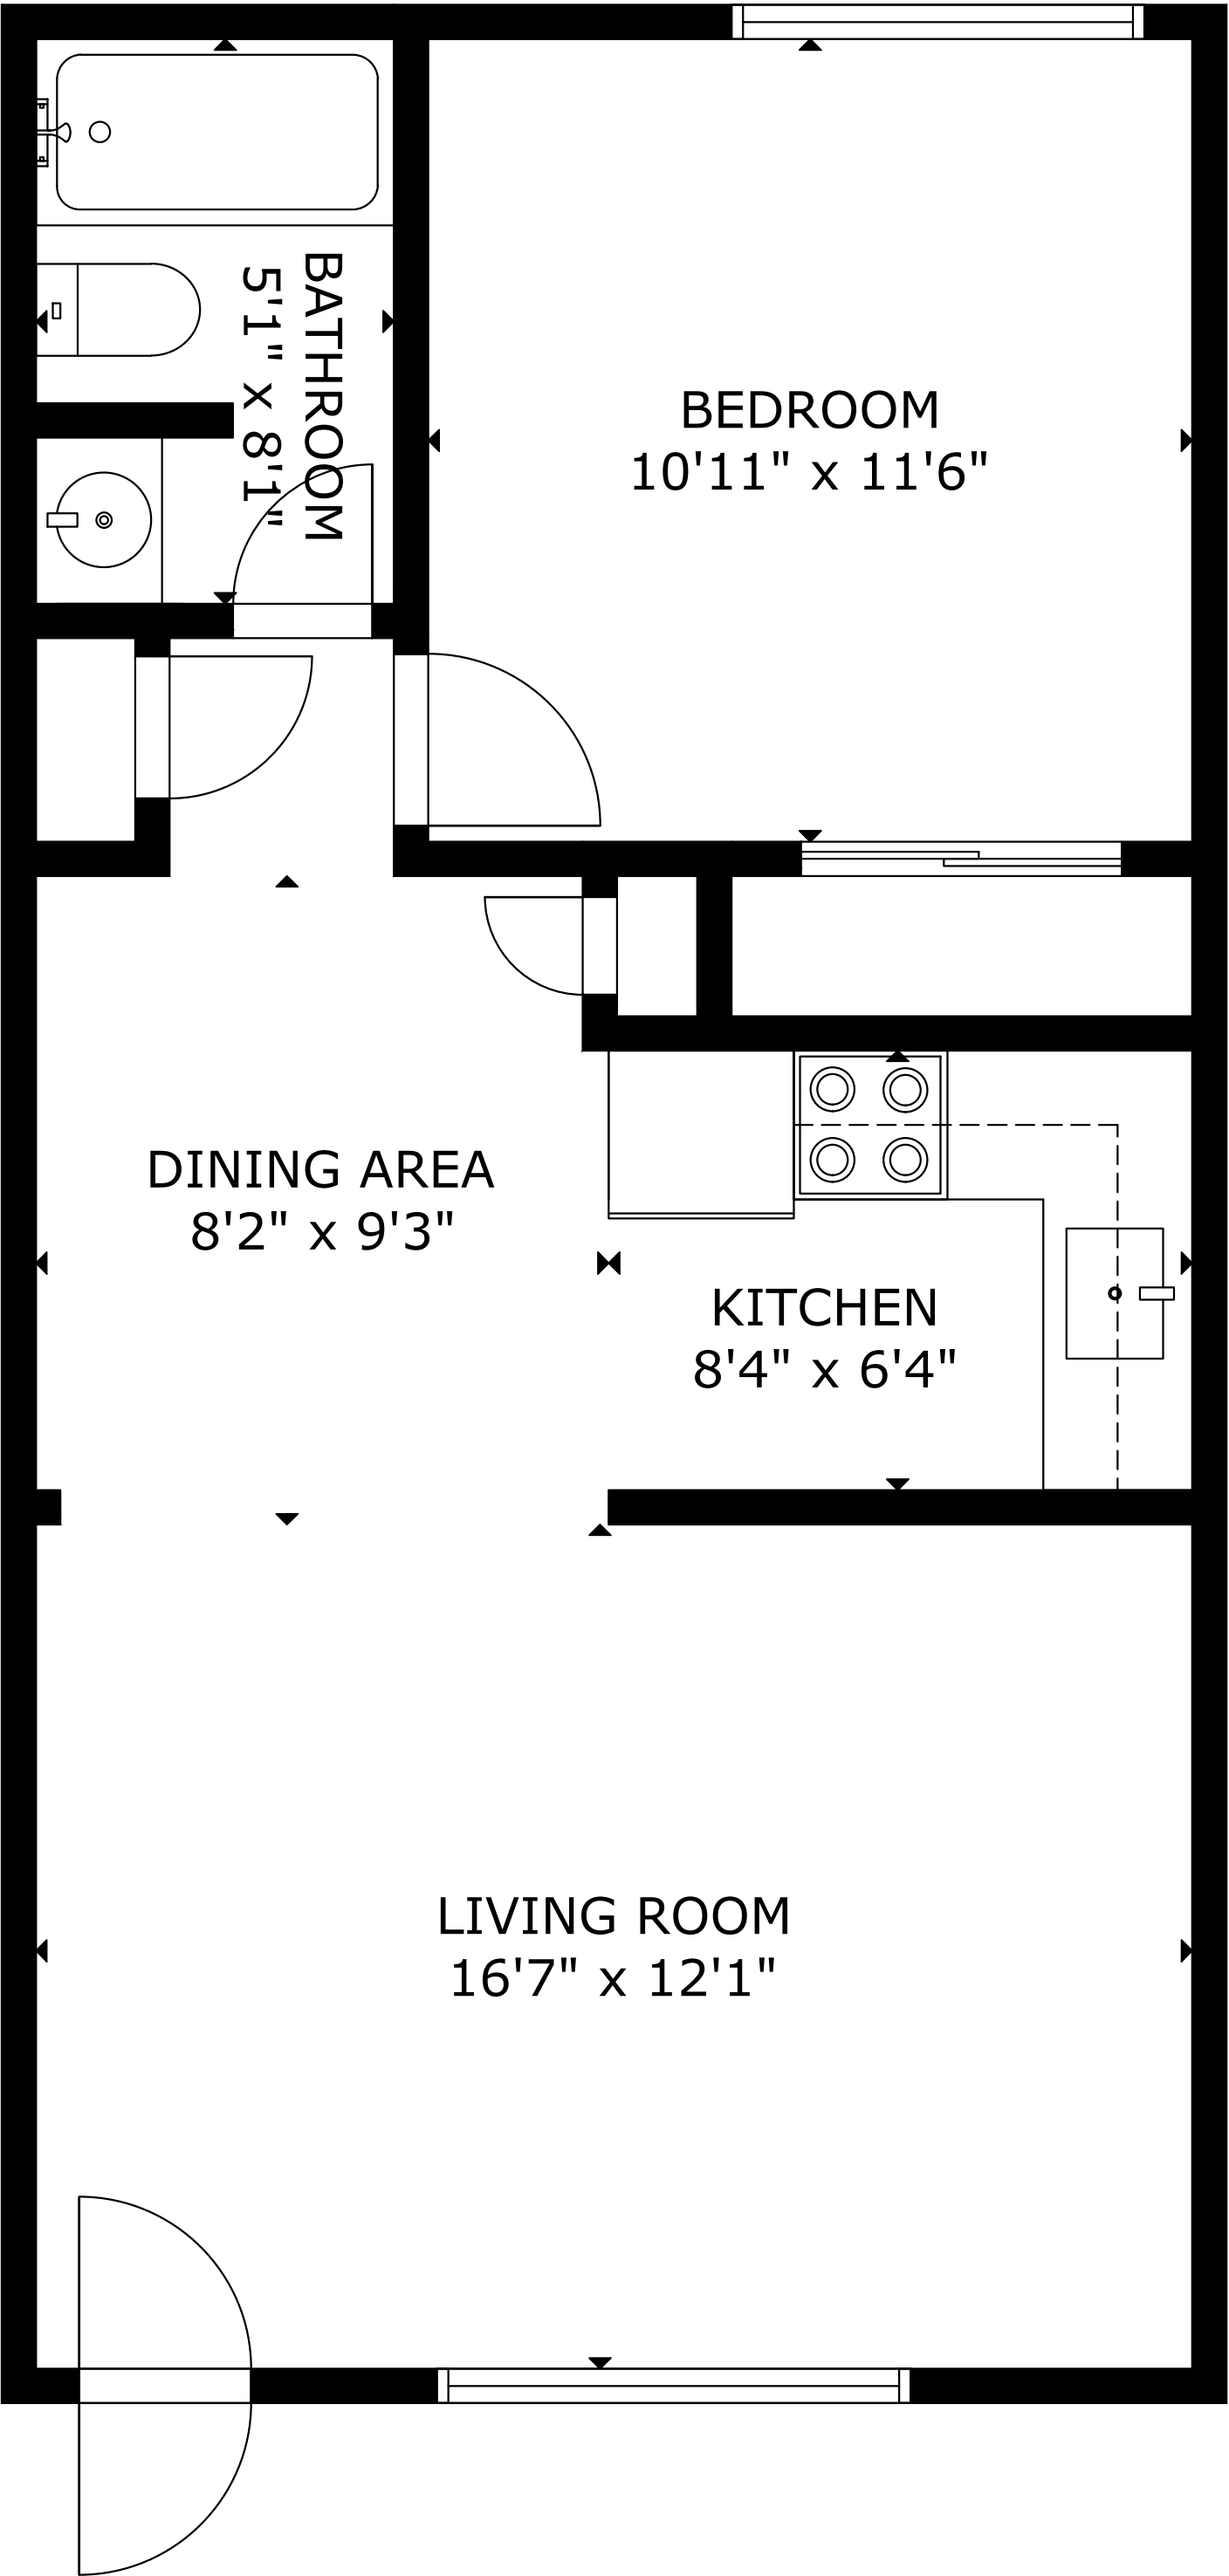 BATHROOM
5'1" x 8'1"
BEDROOM
10'11" x 11'6"
DINING AREA
8'2" x 9'3"
KITCHEN
8'4" x 6'4"
LIVING ROOM
16'7" x 12'1"